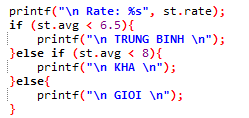 printf("\n Rate: %s", st.rate);
if (st.avg < 6.5){
printf("\n TRUNG BINH \n");
}else if (st.avg < 8){
printf("\n KHA \n");
}else{
printf("\n GIOI \n");
}